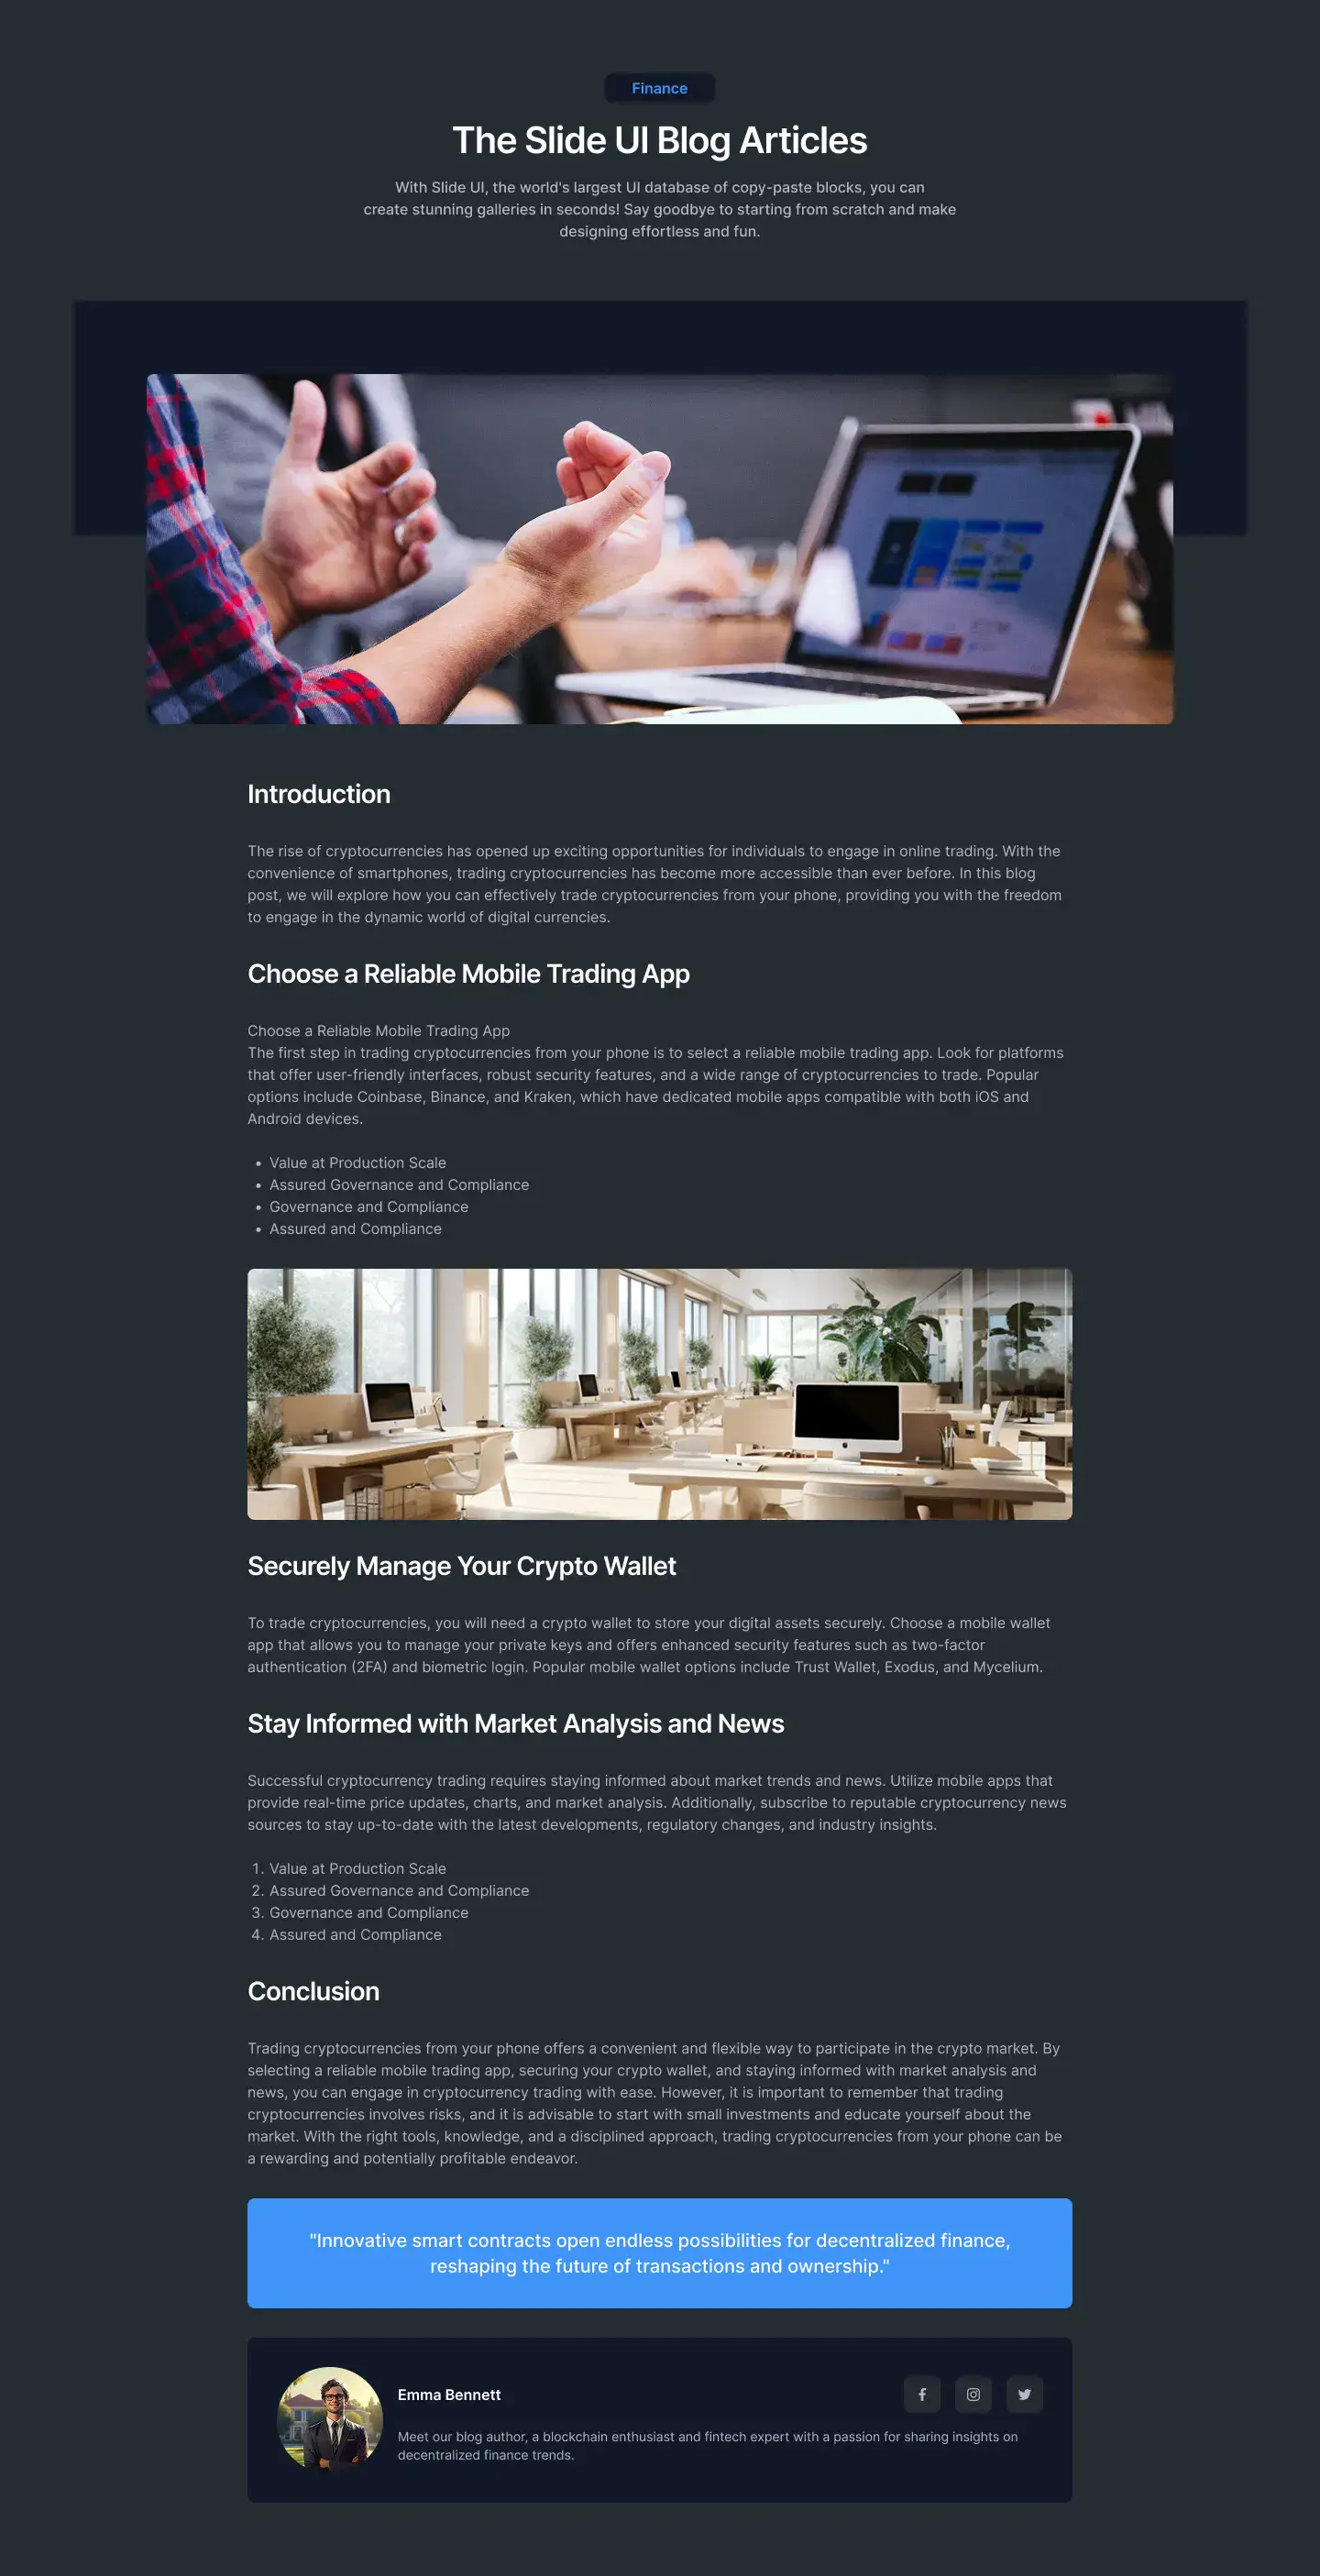 Finance
The Slide UI Blog Articles
With Slide UI, the world's largest UI database of copy-paste blocks, you can
create stunning galleries in seconds! Say goodbye to starting from scratch and make
designing effortless and fun.
Introduction
The rise of cryptocurrencies has opened up exciting opportunities for individuals to engage in online trading. With the
convenience of smartphones, trading cryptocurrencies has become more accessible than ever before. In this blog
post, we will explore how you can effectively trade cryptocurrencies from your phone, providing you with the freedom
to engage in the dynamic world of digital currencies.
Choose a Reliable Mobile Trading App
Choose a Reliable Mobile Trading App
The first step in trading cryptocurrencies from your phone is to select a reliable mobile trading app. Look for platforms
that offer user-friendly interfaces, robust security features, and a wide range of cryptocurrencies to trade. Popular
options include Coinbase, Binance, and Kraken, which have dedicated mobile apps compatible with both iOS and
Android devices.
• Value at Production Scale
• Assured Governance and Compliance
• Governance and Compliance
• Assured and Compliance
Securely Manage Your Crypto Wallet
To trade cryptocurrencies, you will need a crypto wallet to store your digital assets securely. Choose a mobile wallet
app that allows you to manage your private keys and offers enhanced security features such as two-factor
authentication (2FA) and biometric login. Popular mobile wallet options include Trust Wallet, Exodus, and Mycelium.
Stay Informed with Market Analysis and News
Successful cryptocurrency trading requires staying informed about market trends and news. Utilize mobile apps that
provide real-time price updates, charts, and market analysis. Additionally, subscribe to reputable cryptocurrency news
sources to stay up-to-date with the latest developments, regulatory changes, and industry insights.
1. Value at Production Scale
2. Assured Governance and Compliance
3. Governance and Compliance
4. Assured and Compliance
Conclusion
Trading cryptocurrencies from your phone offers a convenient and flexible way to participate in the crypto market. By
selecting a reliable mobile trading app, securing your crypto wallet, and staying informed with market analysis and
news, you can engage in cryptocurrency trading with ease. However, it is important to remember that trading
cryptocurrencies involves risks, and it is advisable to start with small investments and educate yourself about the
market. With the right tools, knowledge, and a disciplined approach, trading cryptocurrencies from your phone can be
a rewarding and potentially profitable endeavor.
"Innovative smart contracts open endless possibilities for decentralized finance,
reshaping the future of transactions and ownership."
Emma Bennett
Meet our blog author, a blockchain enthusiast and fintech expert with a passion for sharing insights on
decentralized finance trends.